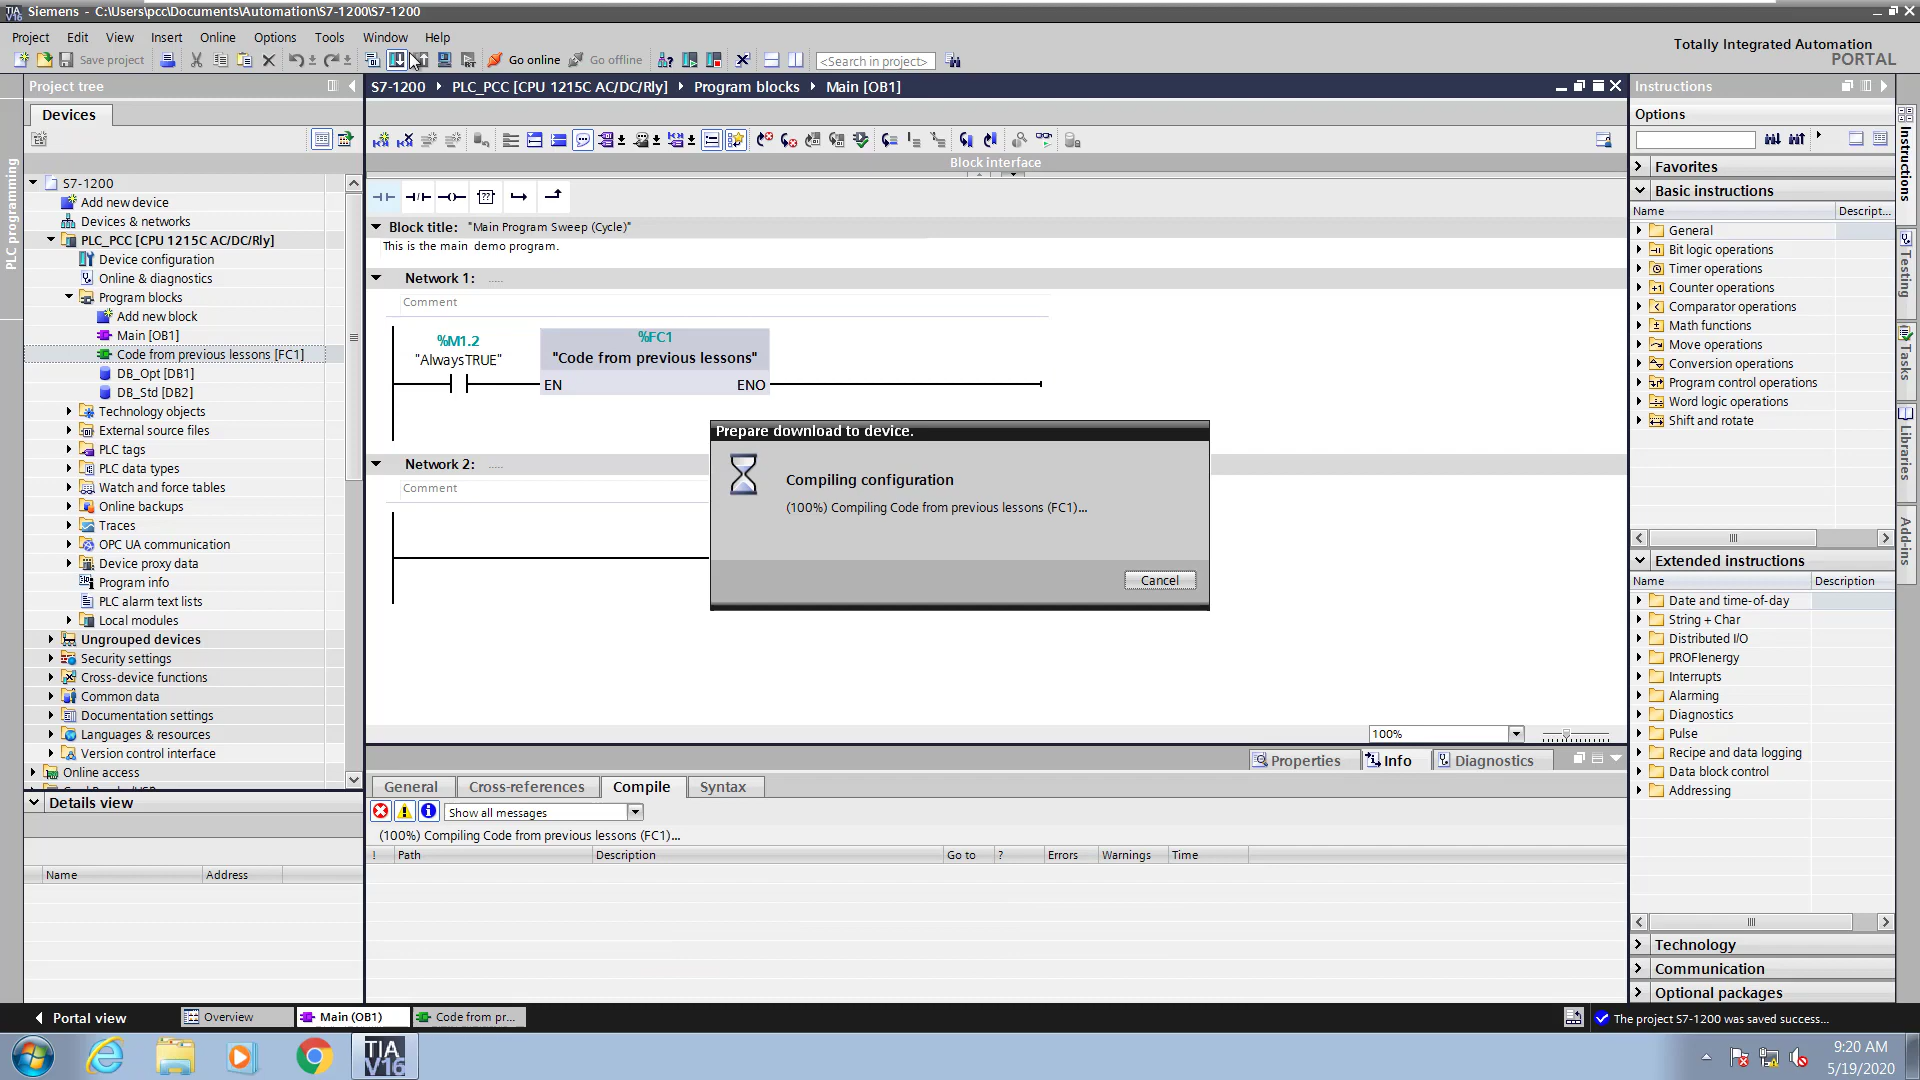 Siemens - C:\Users\pcc\Documents\Automation\S7-1200\S7-1200
Project Edit View Insert Online Options Tools Window Help
Totally Integrated Automation
PORTAL
Save project
Go online
Go offline
<Search in project>
Project tree
S7-1200 PLC_PCC [CPU 1215C AC/DC/Rly] Program blocks Main [OB1]
Instructions
Devices
Options
PLC programming
Block interface
S7-1200
Add new device
Devices & networks
PLC_PCC [CPU 1215C AC/DC/Rly]
Device configuration
Online & diagnostics
Program blocks
Add new block
Main [OB1]
Code from previous lessons [FC1]
DB_Opt [DB1]
DB_Std [DB2]
Technology objects
External source files
PLC tags
PLC data types
Watch and force tables
Online backups
Traces
OPC UA communication
Device proxy data
Program info
PLC alarm text lists
Local modules
Ungrouped devices
Security settings
Cross-device functions
Common data
Documentation settings
Languages & resources
Version control interface
Online access
Details view
Name Address
Block title: "Main Program Sweep (Cycle)"
This is the main demo program.
Network 1: .....
Comment
%M1.2
"AlwaysTRUE"
%FC1
"Code from previous lessons"
EN ENO
Network 2: .....
Comment
Prepare download to device.
Compiling configuration
(100%) Compiling Code from previous lessons (FC1)...
Cancel
100%
Properties Info Diagnostics
General Cross-references Compile Syntax
Show all messages
(100%) Compiling Code from previous lessons (FC1)...
! Path Description Go to ? Errors Warnings Time
Favorites
Basic instructions
Name Descript...
General
Bit logic operations
Timer operations
Counter operations
Comparator operations
Math functions
Move operations
Conversion operations
Program control operations
Word logic operations
Shift and rotate
Extended instructions
Name Description
Date and time-of-day
String + Char
Distributed I/O
PROFIenergy
Interrupts
Alarming
Diagnostics
Pulse
Recipe and data logging
Data block control
Addressing
Technology
Communication
Optional packages
Instructions
Testing
Tasks
Libraries
Add-ins
Portal view
Overview
Main (OB1)
Code from pr...
The project S7-1200 was saved success...
TIA
V16
9:20 AM
5/19/2020